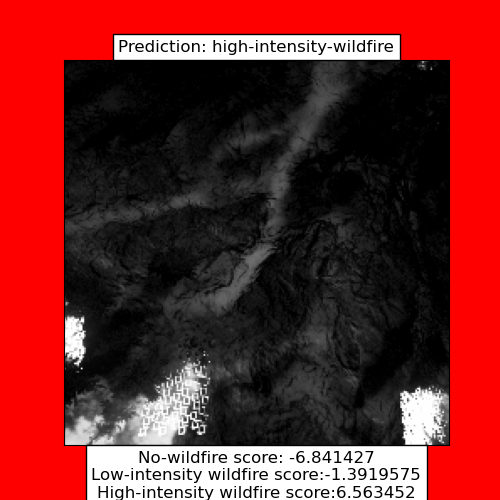 Prediction: high-intensity-wildfire
No-wildfire score: -6.841427
Low-intensity wildfire score:-1.3919575
High-intensity wildfire score:6.563452